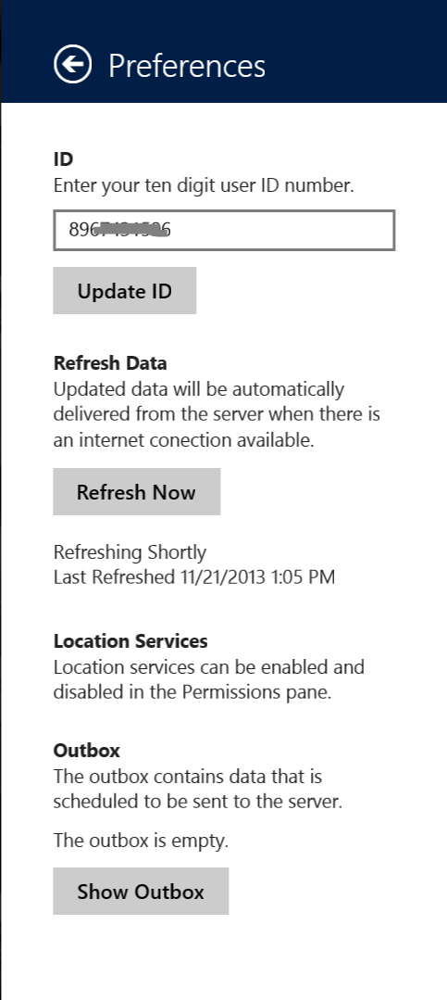 Preferences
ID
Enter your ten digit user ID number.
Update ID
Refresh Data
Updated data will be automatically
delivered from the server when there is
an internet conection available.
Refresh Now
Refreshing Shortly
Last Refreshed 11/21/2013 1:05 PM
Location Services
Location services can be enabled and
disabled in the Permissions pane.
Outbox
The outbox contains data that is
scheduled to be sent to the server.
The outbox is empty.
Show Outbox